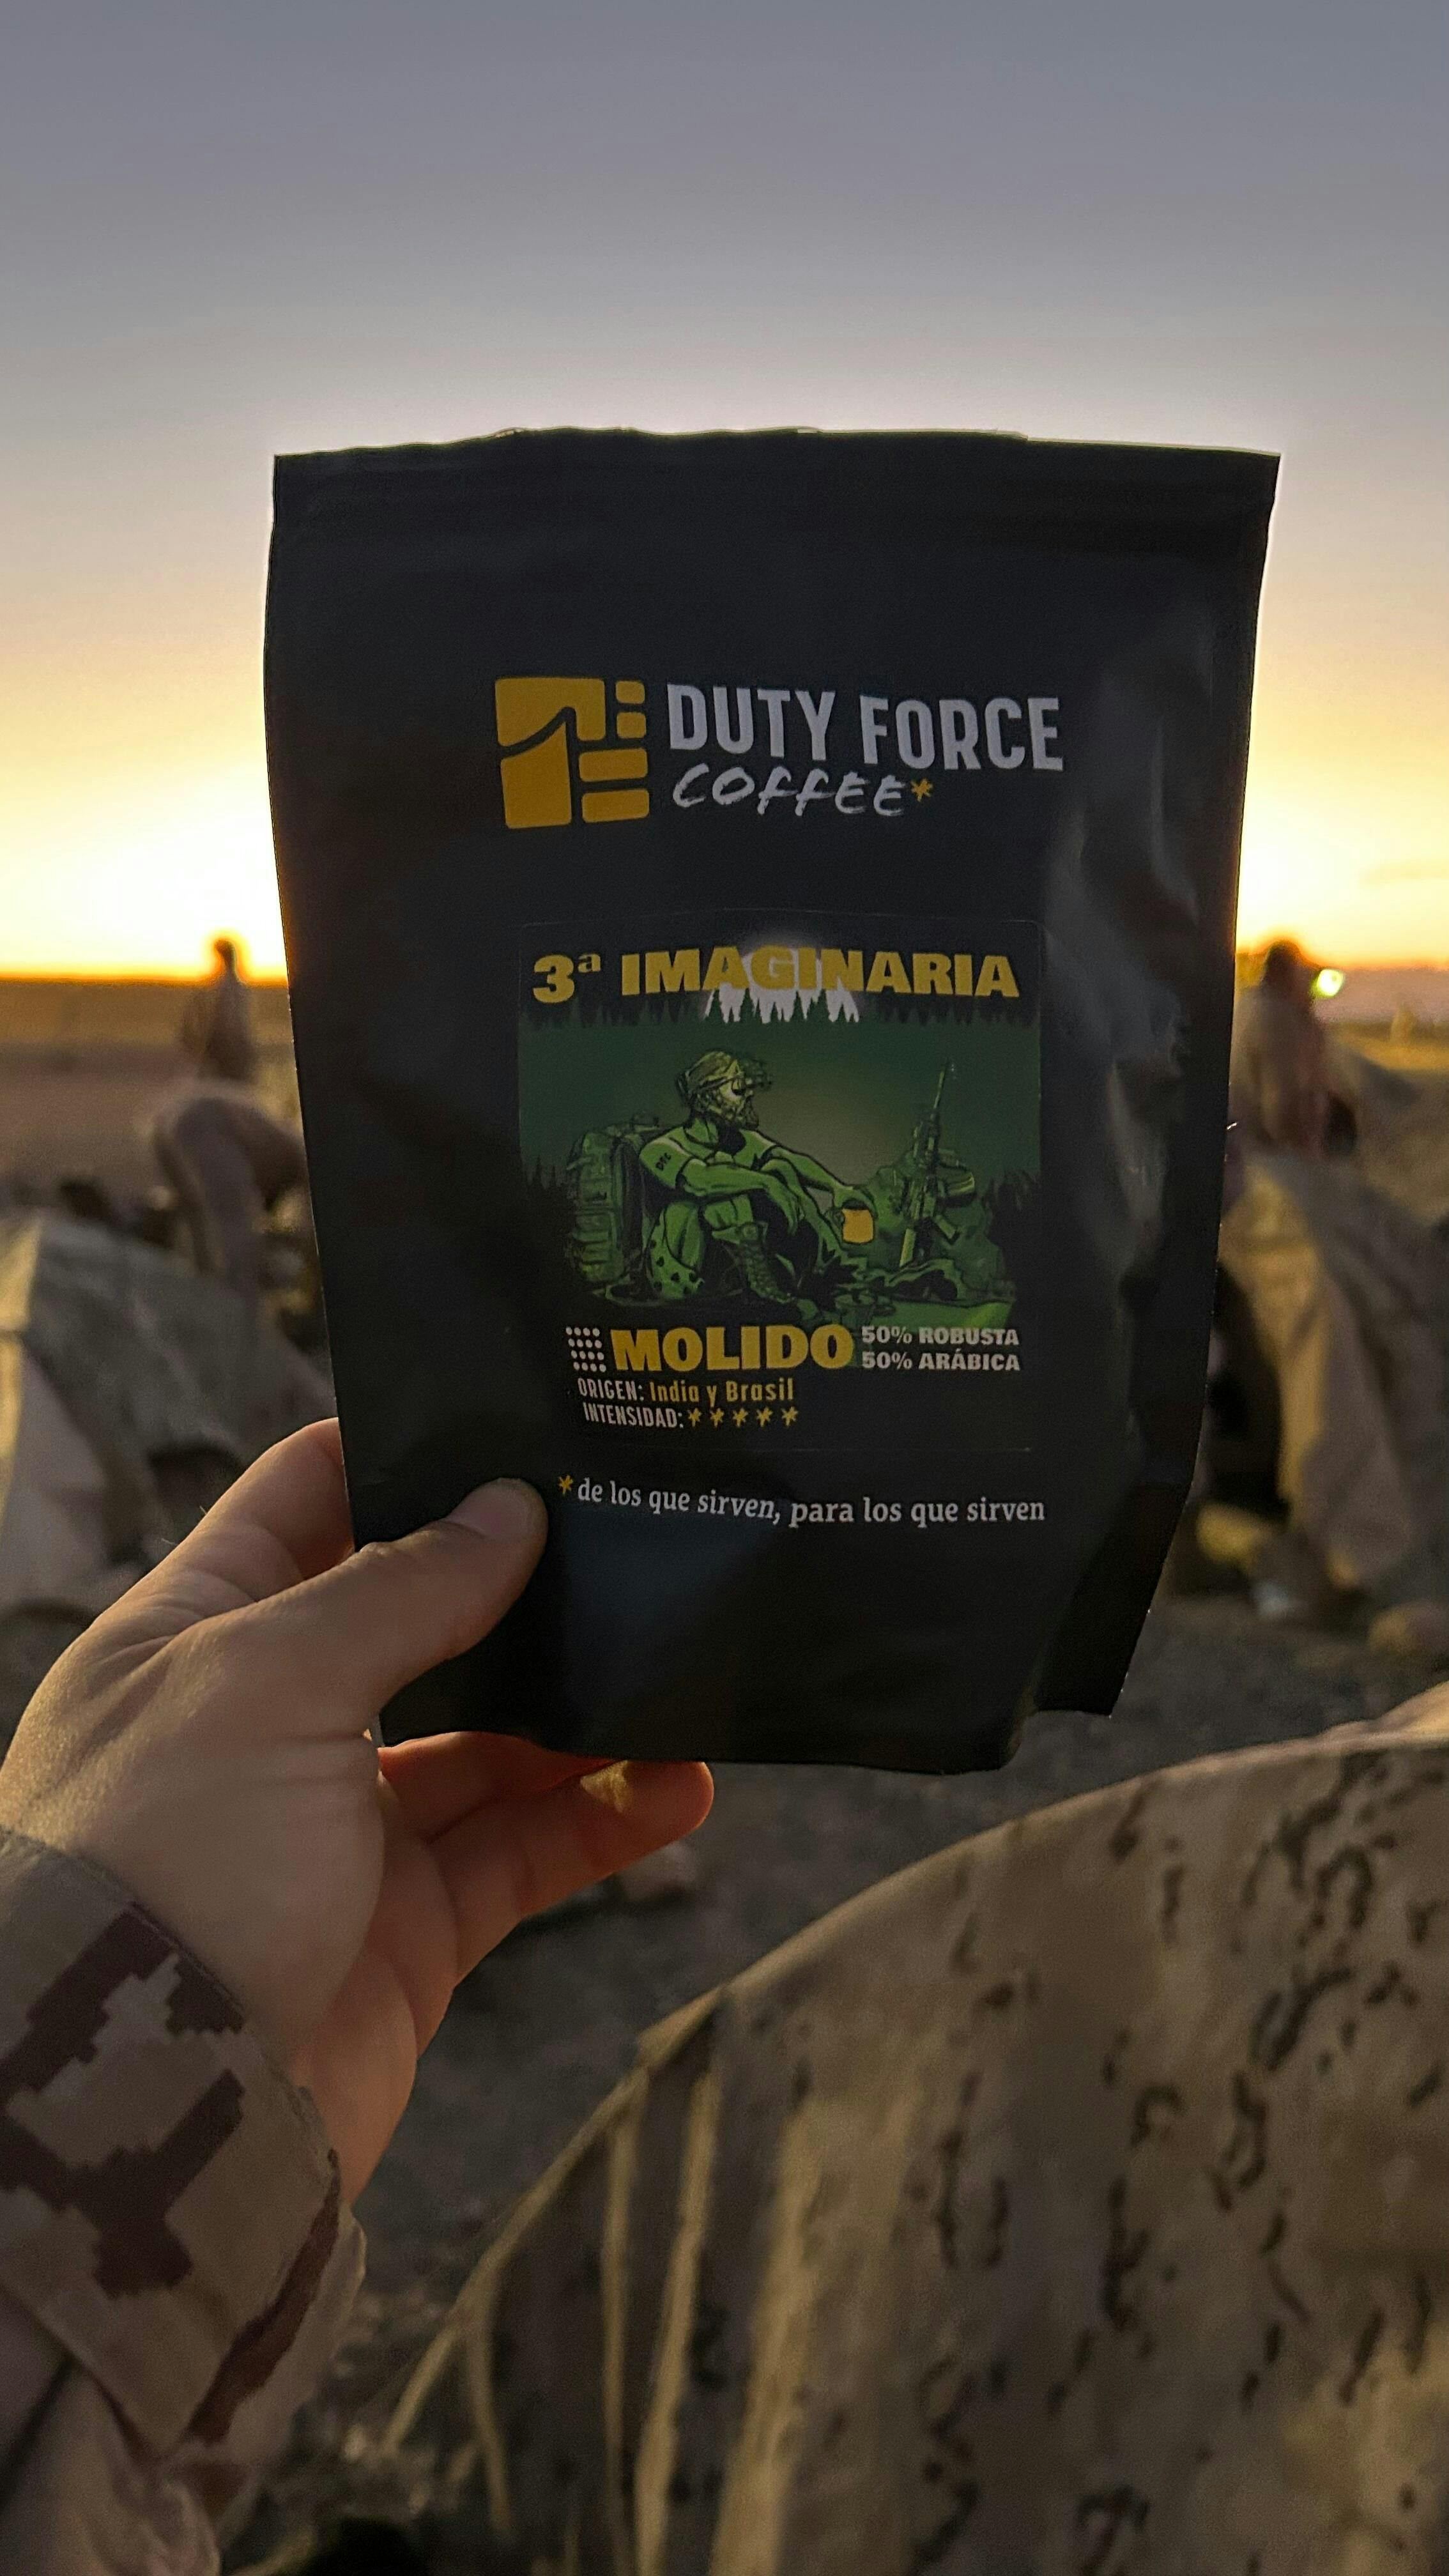 DUTY FORCE
COFFEE*
3ª IMAGINARIA
DFC
MOLIDO
50% ROBUSTA
50% ARÁBICA
ORIGEN: India y Brasil
INTENSIDAD: * * * * *
*de los que sirven, para los que sirven